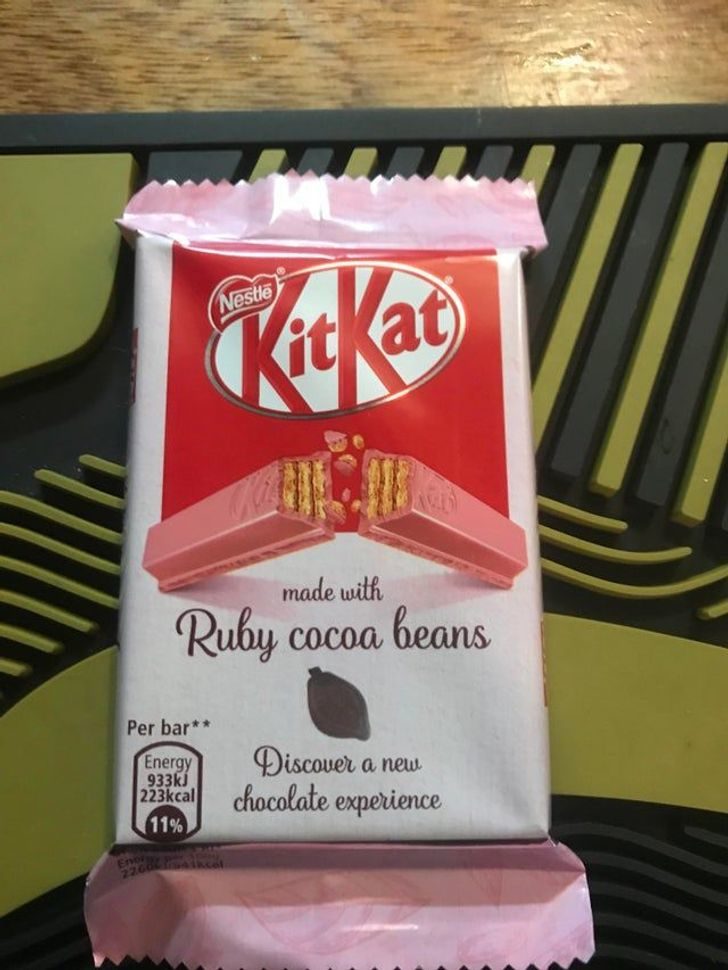 Nestlé
KitKat
made with
Ruby cocoa beans
Per bar**
Energy
933kJ
223kcal
11%
Discover a new
chocolate experience